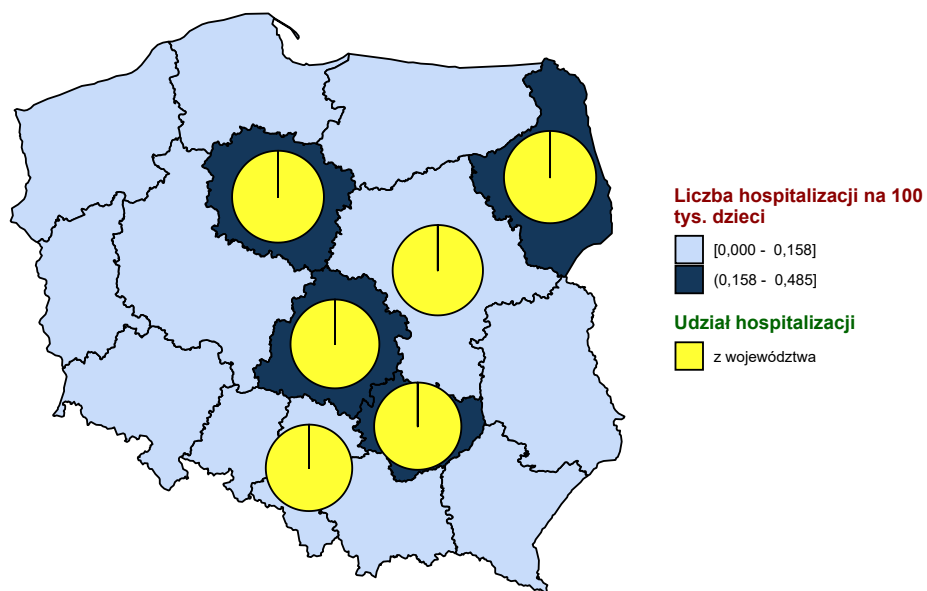 Liczba hospitalizacji na 100
tys. dzieci
[0,000 - 0,158]
(0,158 - 0,485]
Udział hospitalizacji
z województwa